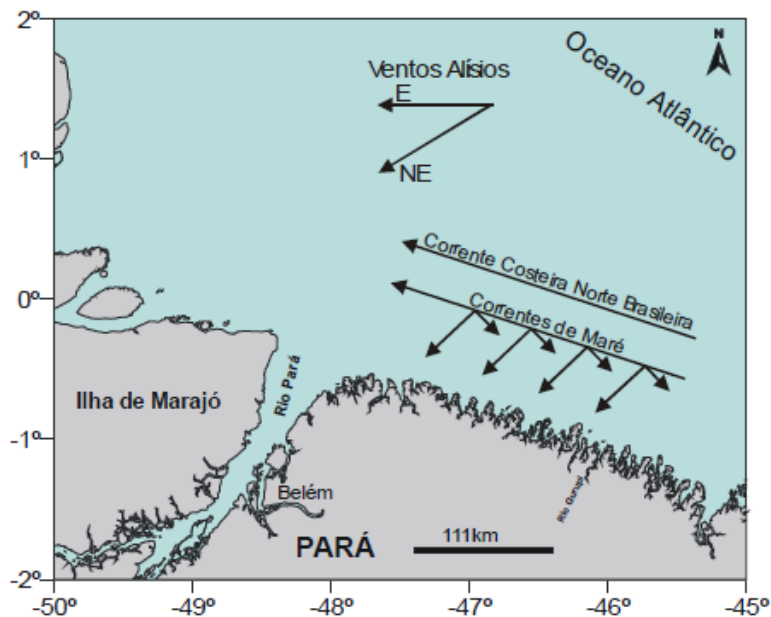 2º
N
Oceano Atlântico
Ventos Alísios
E
NE
1º
Corrente Costeira Norte Brasileira
0º
Correntes de Maré
Rio Pará
Ilha de Marajó
-1º
Belém
Rio Gurupi
PARÁ
111km
-2º
-50º -49º -48º -47º -46º -45º